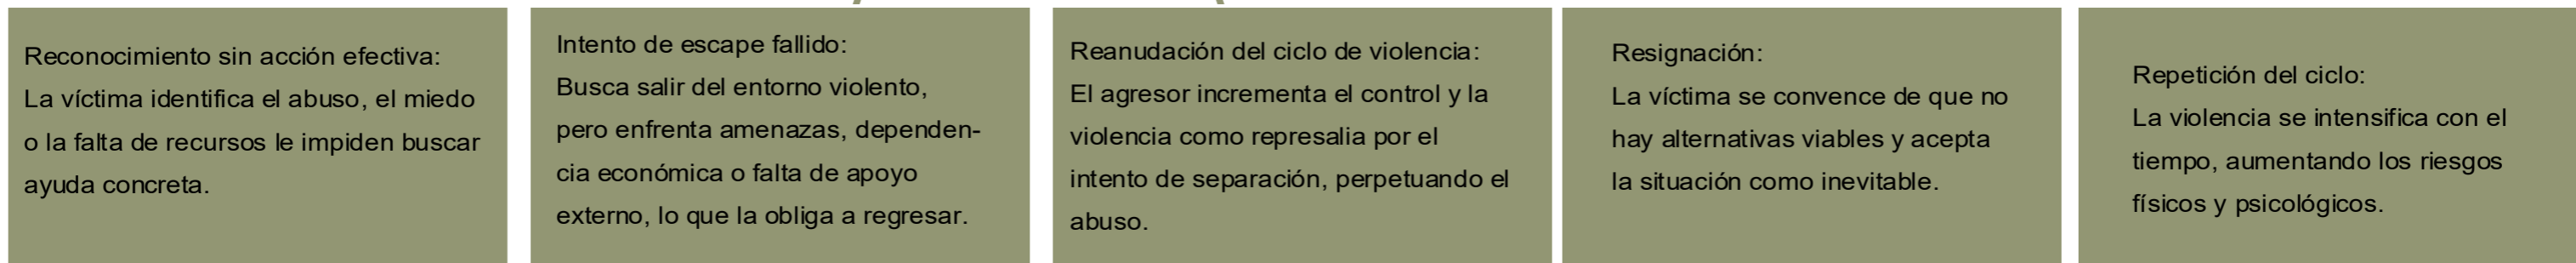 Reconocimiento sin acción efectiva:
La víctima identifica el abuso, el miedo
o la falta de recursos le impiden buscar
ayuda concreta.
Intento de escape fallido:
Busca salir del entorno violento,
pero enfrenta amenazas, dependen-
cia económica o falta de apoyo
externo, lo que la obliga a regresar.
Reanudación del ciclo de violencia:
El agresor incrementa el control y la
violencia como represalia por el
intento de separación, perpetuando el
abuso.
Resignación:
La víctima se convence de que no
hay alternativas viables y acepta
la situación como inevitable.
Repetición del ciclo:
La violencia se intensifica con el
tiempo, aumentando los riesgos
físicos y psicológicos.